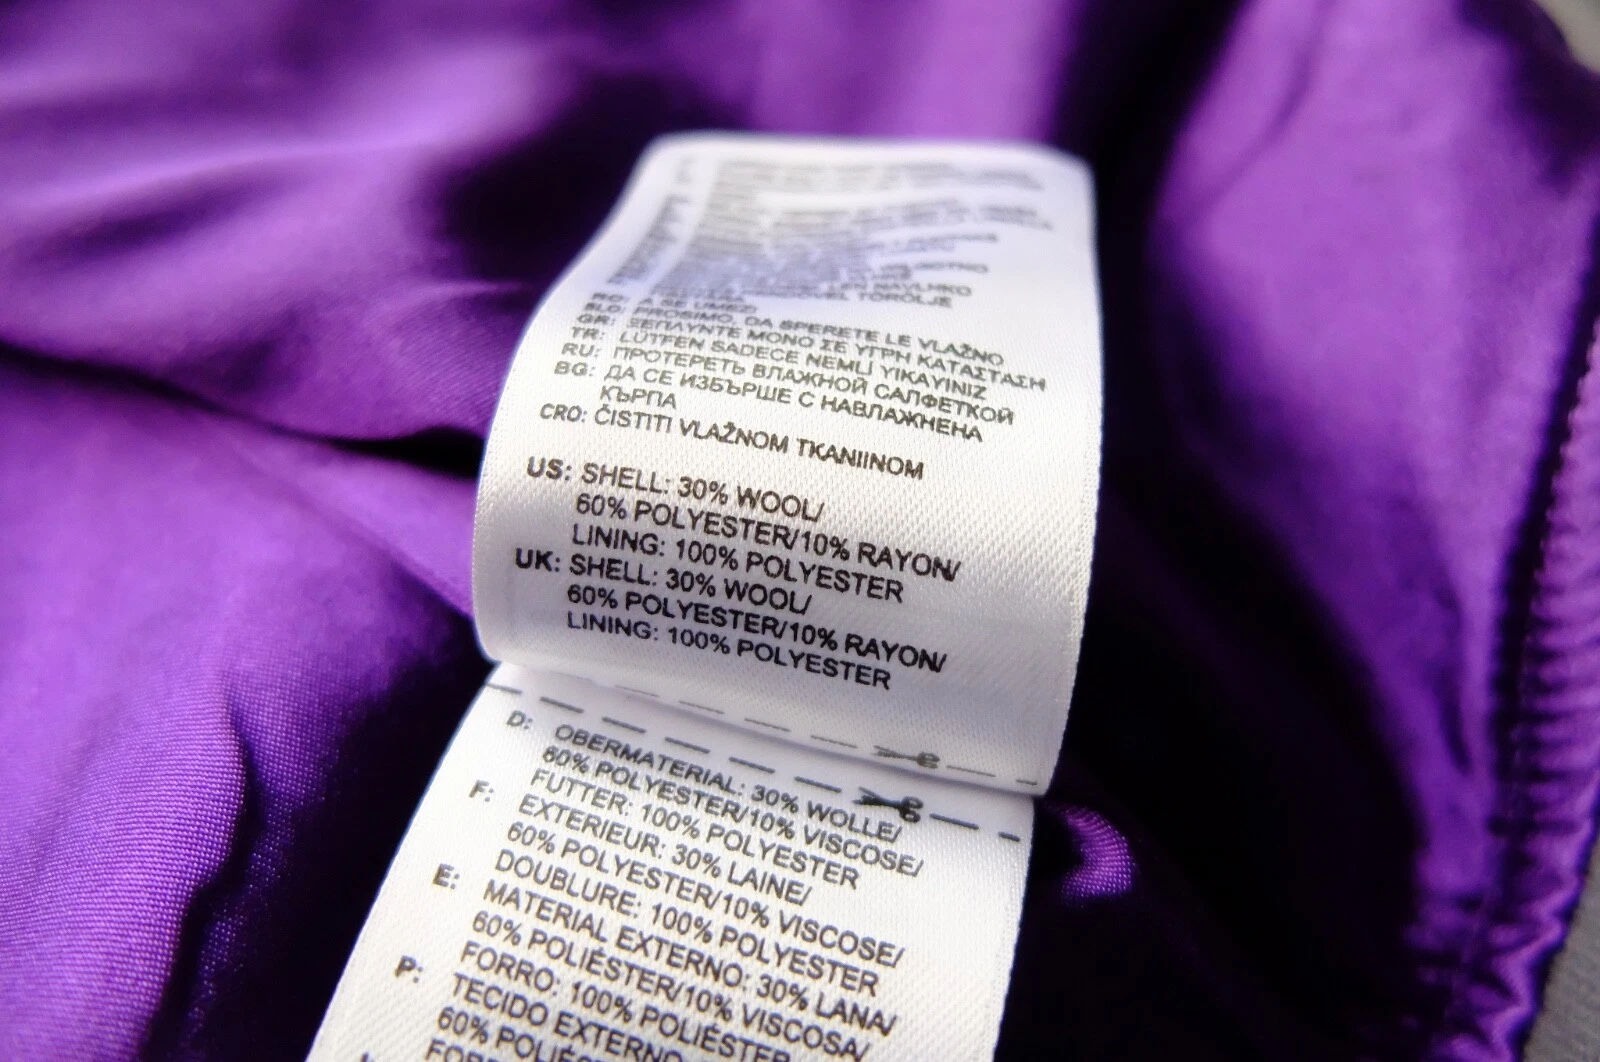 NAVLHKO
TÖRÖLJE
RO: A SE UMEZI
SLO: PROSIMO, DA SPERETE LE VLAŽNO
GR: ΞΕΠΛΥΝΤΕ ΜΟΝΟ ΣΕ ΥΓΡΗ ΚΑΤΑΣΤΑΣΗ
TR: LÜTFEN SADECE NEMLI YIKAYINIZ
RU: ПРОТЕРЕТЬ ВЛАЖНОЙ САЛФЕТКОЙ
BG: ДА СЕ ИЗБЪРШЕ С НАВЛАЖНЕНА
КЪРПА
CRO: ČISTITI VLAŽNOM TKANIINOM
US: SHELL: 30% WOOL/
60% POLYESTER/10% RAYON/
LINING: 100% POLYESTER
UK: SHELL: 30% WOOL/
60% POLYESTER/10% RAYON/
LINING: 100% POLYESTER
D: OBERMATERIAL: 30% WOLLE/
60% POLYESTER/10% VISCOSE/
FUTTER: 100% POLYESTER
F: EXTERIEUR: 30% LAINE/
60% POLYESTER/10% VISCOSE/
DOUBLURE: 100% POLYESTER
E: MATERIAL EXTERNO: 30% LANA/
60% POLIÉSTER/10% VISCOSA/
FORRO: 100% POLIÉSTER
P: TECIDO EXTERNO
60% POLIÉS